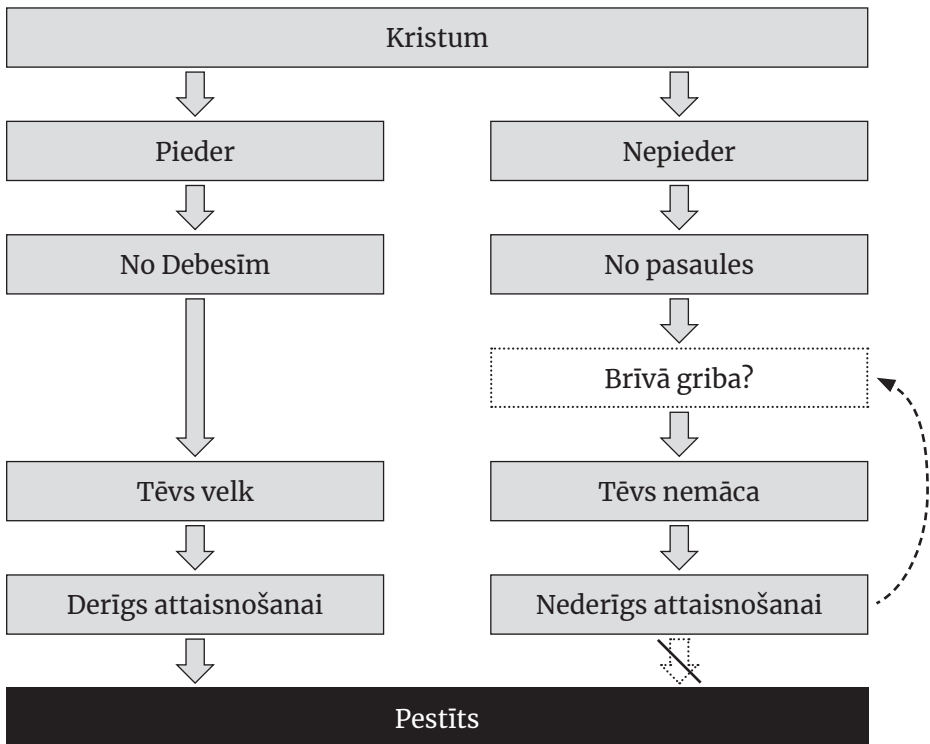 Kristum
Pieder
Nepieder
No Debesīm
No pasaules
Brīvā griba?
Tēvs velk
Tēvs nemāca
Derīgs attaisnošanai
Nederīgs attaisnošanai
Pestīts